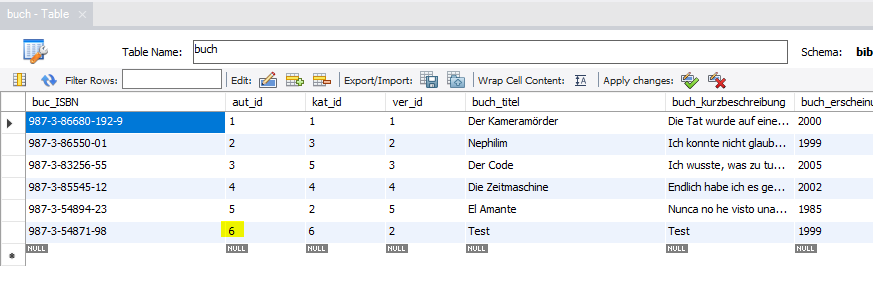 buch - Table ×
Table Name: buch Schema: bib
Filter Rows: Edit: Export/Import: Wrap Cell Content: IA Apply changes:
buc_ISBN aut_id kat_id ver_id buch_titel buch_kurzbeschreibung buch_erscheinu
987-3-86680-192-9 1 1 1 Der Kameramörder Die Tat wurde auf eine... 2000
987-3-86550-01 2 3 2 Nephilim Ich konnte nicht glaub... 1999
987-3-83256-55 3 5 3 Der Code Ich wusste, was zu tu... 2005
987-3-85545-12 4 4 4 Die Zeitmaschine Endlich habe ich es ge... 2002
987-3-54894-23 5 2 5 El Amante Nunca no he visto una... 1985
987-3-54871-98 6 6 2 Test Test 1999
NULL NULL NULL NULL NULL NULL NULL